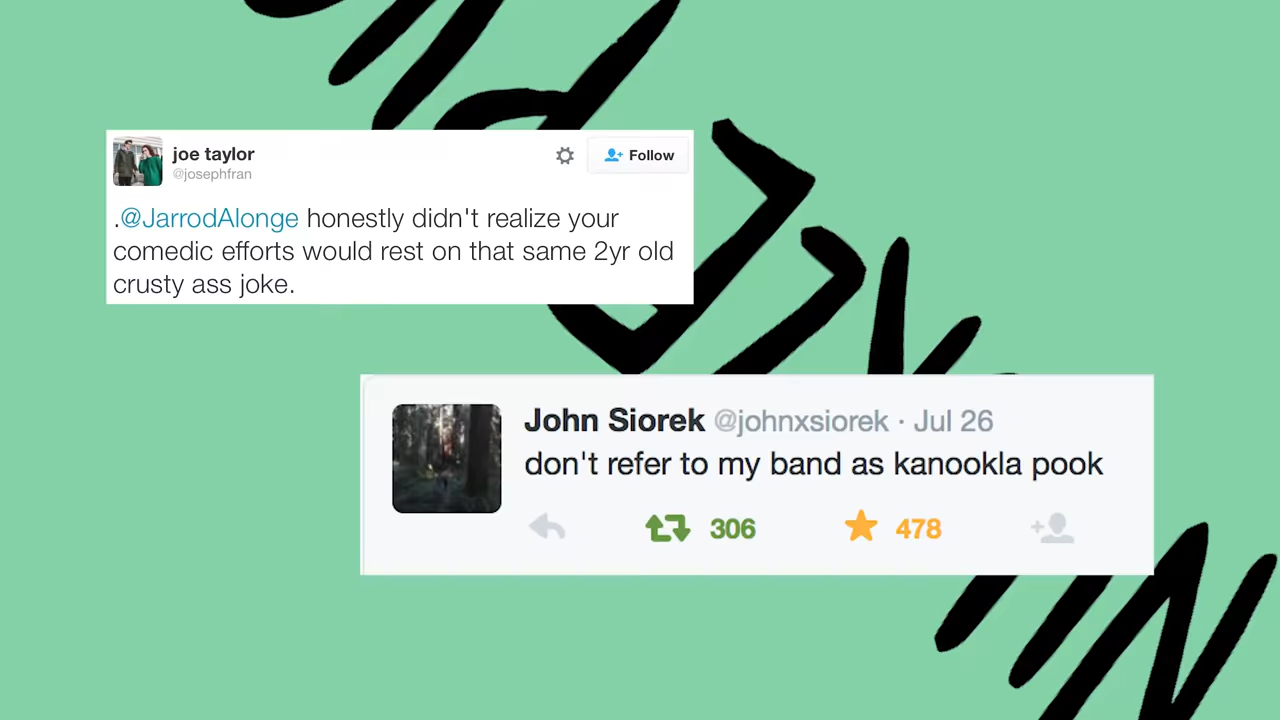 joe taylor
@josephfran
Follow
.@JarrodAlonge honestly didn't realize your
comedic efforts would rest on that same 2yr old
crusty ass joke.
John Siorek @johnxsiorek · Jul 26
don't refer to my band as kanookla pook
306 478